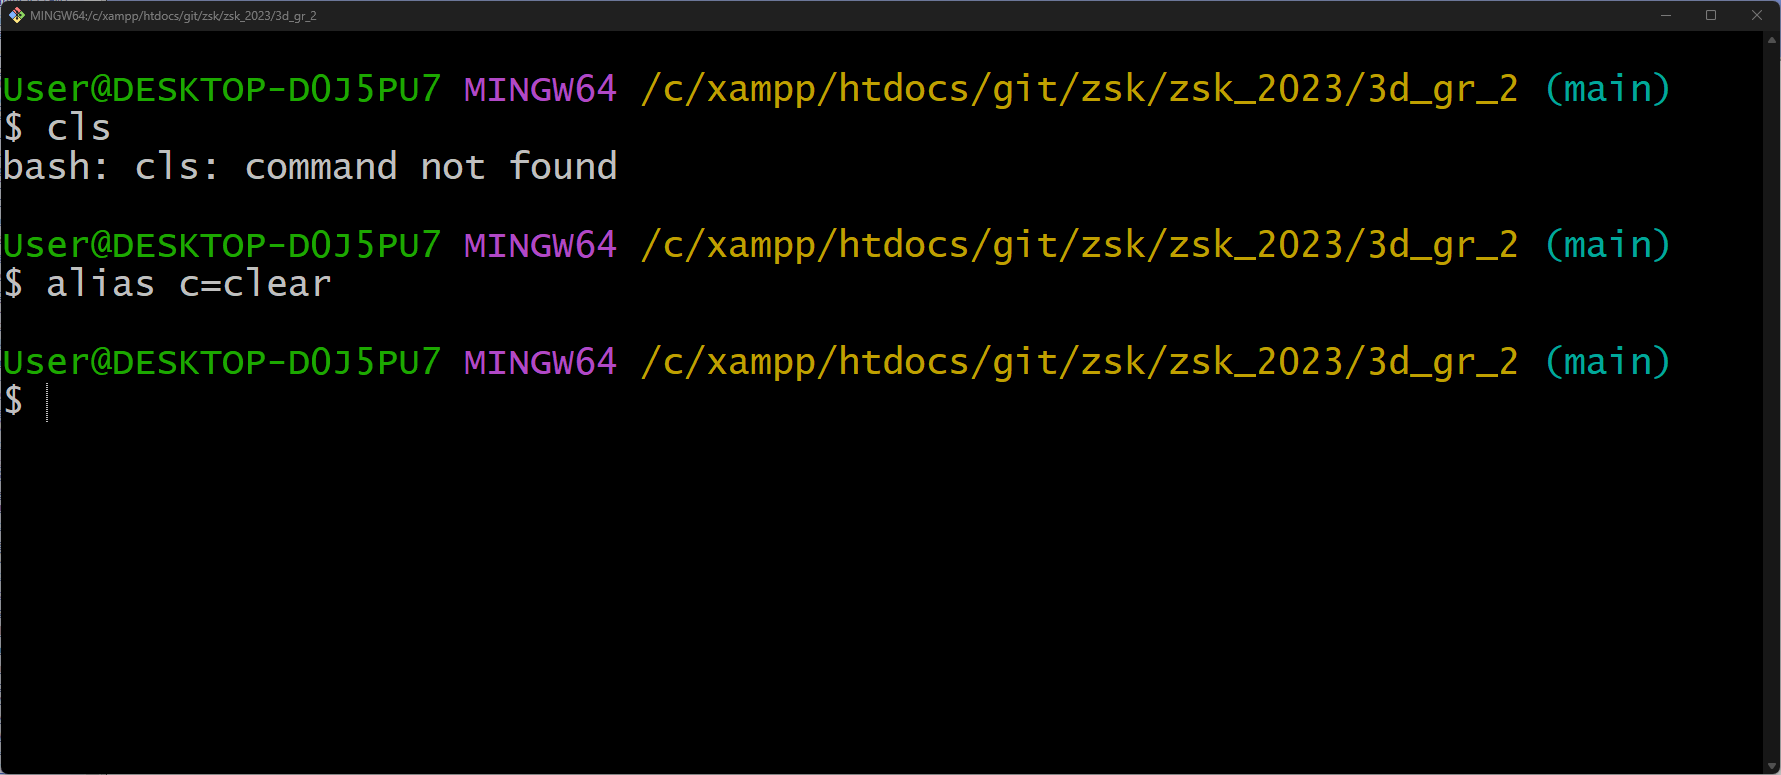 MINGW64:/c/xampp/htdocs/git/zsk/zsk_2023/3d_gr_2
User@DESKTOP-D0J5PU7 MINGW64 /c/xampp/htdocs/git/zsk/zsk_2023/3d_gr_2 (main)
$ cls
bash: cls: command not found
User@DESKTOP-D0J5PU7 MINGW64 /c/xampp/htdocs/git/zsk/zsk_2023/3d_gr_2 (main)
$ alias c=clear
User@DESKTOP-D0J5PU7 MINGW64 /c/xampp/htdocs/git/zsk/zsk_2023/3d_gr_2 (main)
$